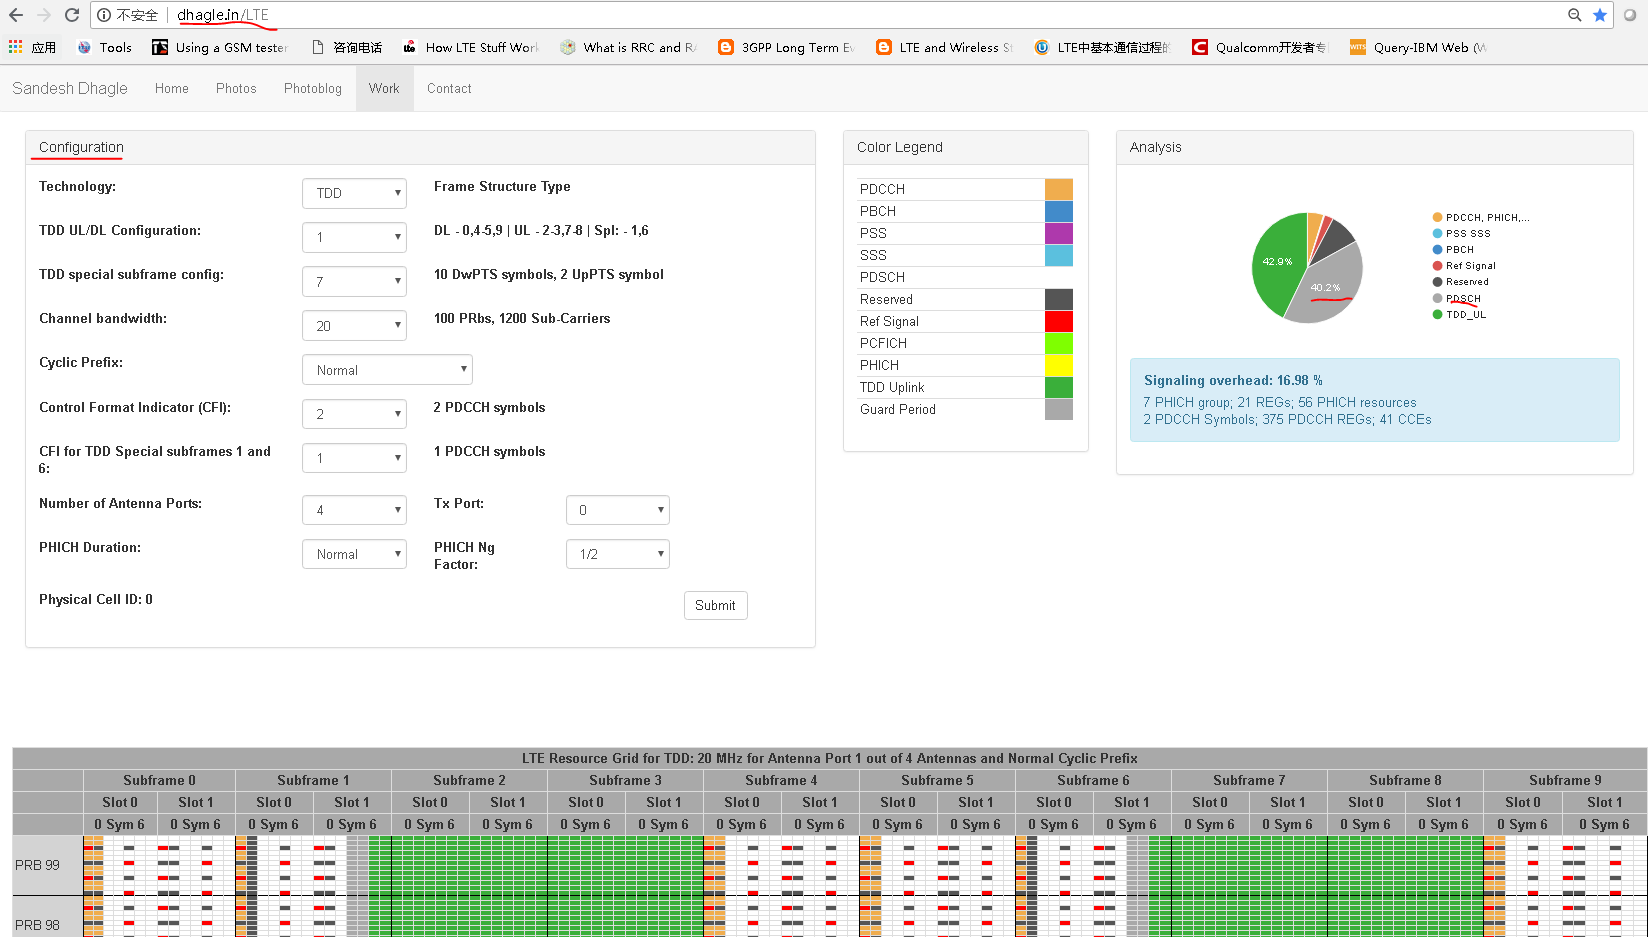 不安全 dhagle.in/LTE
应用 Tools Using a GSM tester 咨询电话 How LTE Stuff Work What is RRC and RA 3GPP Long Term Ev LTE and Wireless S LTE中基本通信过程的 Qualcomm开发者专 WITS Query-IBM Web (W
Sandesh Dhagle Home Photos Photoblog Work Contact
Configuration
Technology: TDD Frame Structure Type
TDD UL/DL Configuration: 1 DL - 0,4-5,9 | UL - 2-3,7-8 | Spl: - 1,6
TDD special subframe config: 7 10 DwPTS symbols, 2 UpPTS symbol
Channel bandwidth: 20 100 PRbs, 1200 Sub-Carriers
Cyclic Prefix: Normal
Control Format Indicator (CFI): 2 2 PDCCH symbols
CFI for TDD Special subframes 1 and 1 1 PDCCH symbols
6:
Number of Antenna Ports: 4 Tx Port: 0
PHICH Duration: Normal PHICH Ng 1/2
Factor:
Physical Cell ID: 0 Submit
Color Legend
PDCCH
PBCH
PSS
SSS
PDSCH
Reserved
Ref Signal
PCFICH
PHICH
TDD Uplink
Guard Period
Analysis
42.9%
40.2%
PDCCH, PHICH,...
PSS SSS
PBCH
Ref Signal
Reserved
PDSCH
TDD_UL
Signaling overhead: 16.98 %
7 PHICH group; 21 REGs; 56 PHICH resources
2 PDCCH Symbols; 375 PDCCH REGs; 41 CCEs
LTE Resource Grid for TDD: 20 MHz for Antenna Port 1 out of 4 Antennas and Normal Cyclic Prefix
Subframe 0 Subframe 1 Subframe 2 Subframe 3 Subframe 4 Subframe 5 Subframe 6 Subframe 7 Subframe 8 Subframe 9
Slot 0 Slot 1 Slot 0 Slot 1 Slot 0 Slot 1 Slot 0 Slot 1 Slot 0 Slot 1 Slot 0 Slot 1 Slot 0 Slot 1 Slot 0 Slot 1 Slot 0 Slot 1 Slot 0 Slot 1
0 Sym 6 0 Sym 6 0 Sym 6 0 Sym 6 0 Sym 6 0 Sym 6 0 Sym 6 0 Sym 6 0 Sym 6 0 Sym 6 0 Sym 6 0 Sym 6 0 Sym 6 0 Sym 6 0 Sym 6 0 Sym 6 0 Sym 6 0 Sym 6 0 Sym 6 0 Sym 6
PRB 99
PRB 98